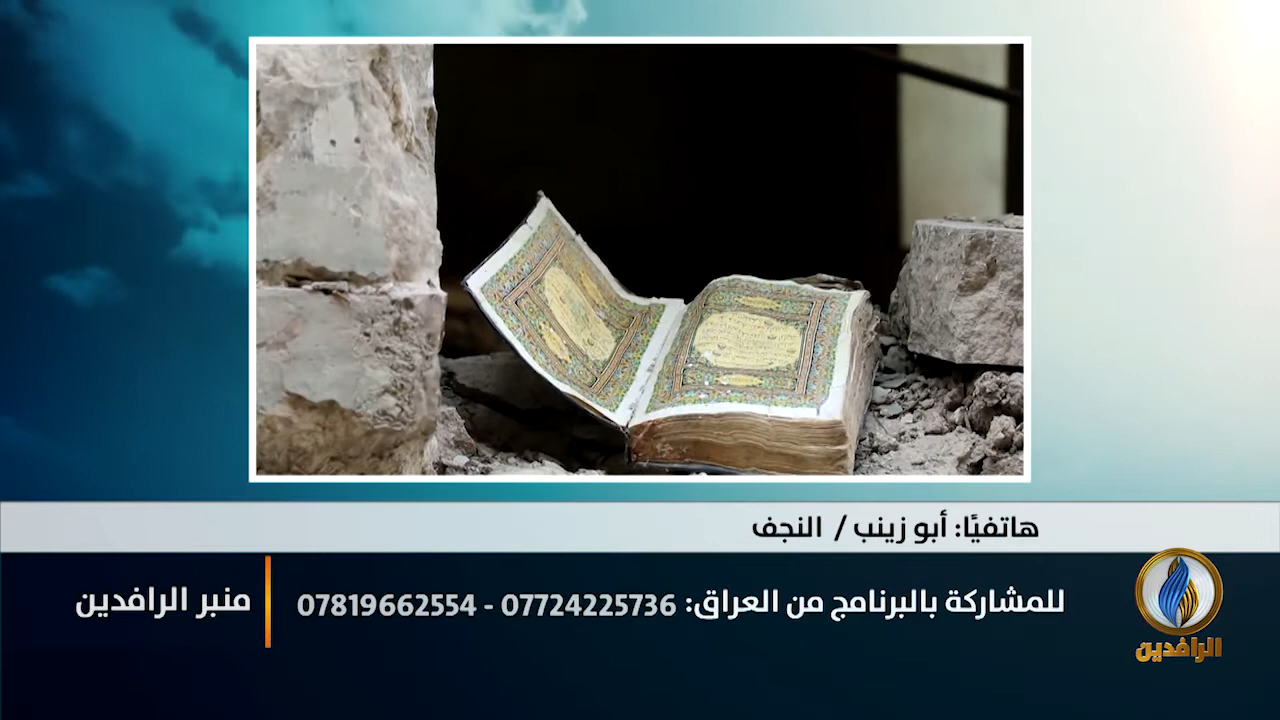 هاتفيًا: أبو زينب / النجف
للمشاركة بالبرنامج من العراق: 07724225736 - 07819662554
منبر الرافدين
الرافدين